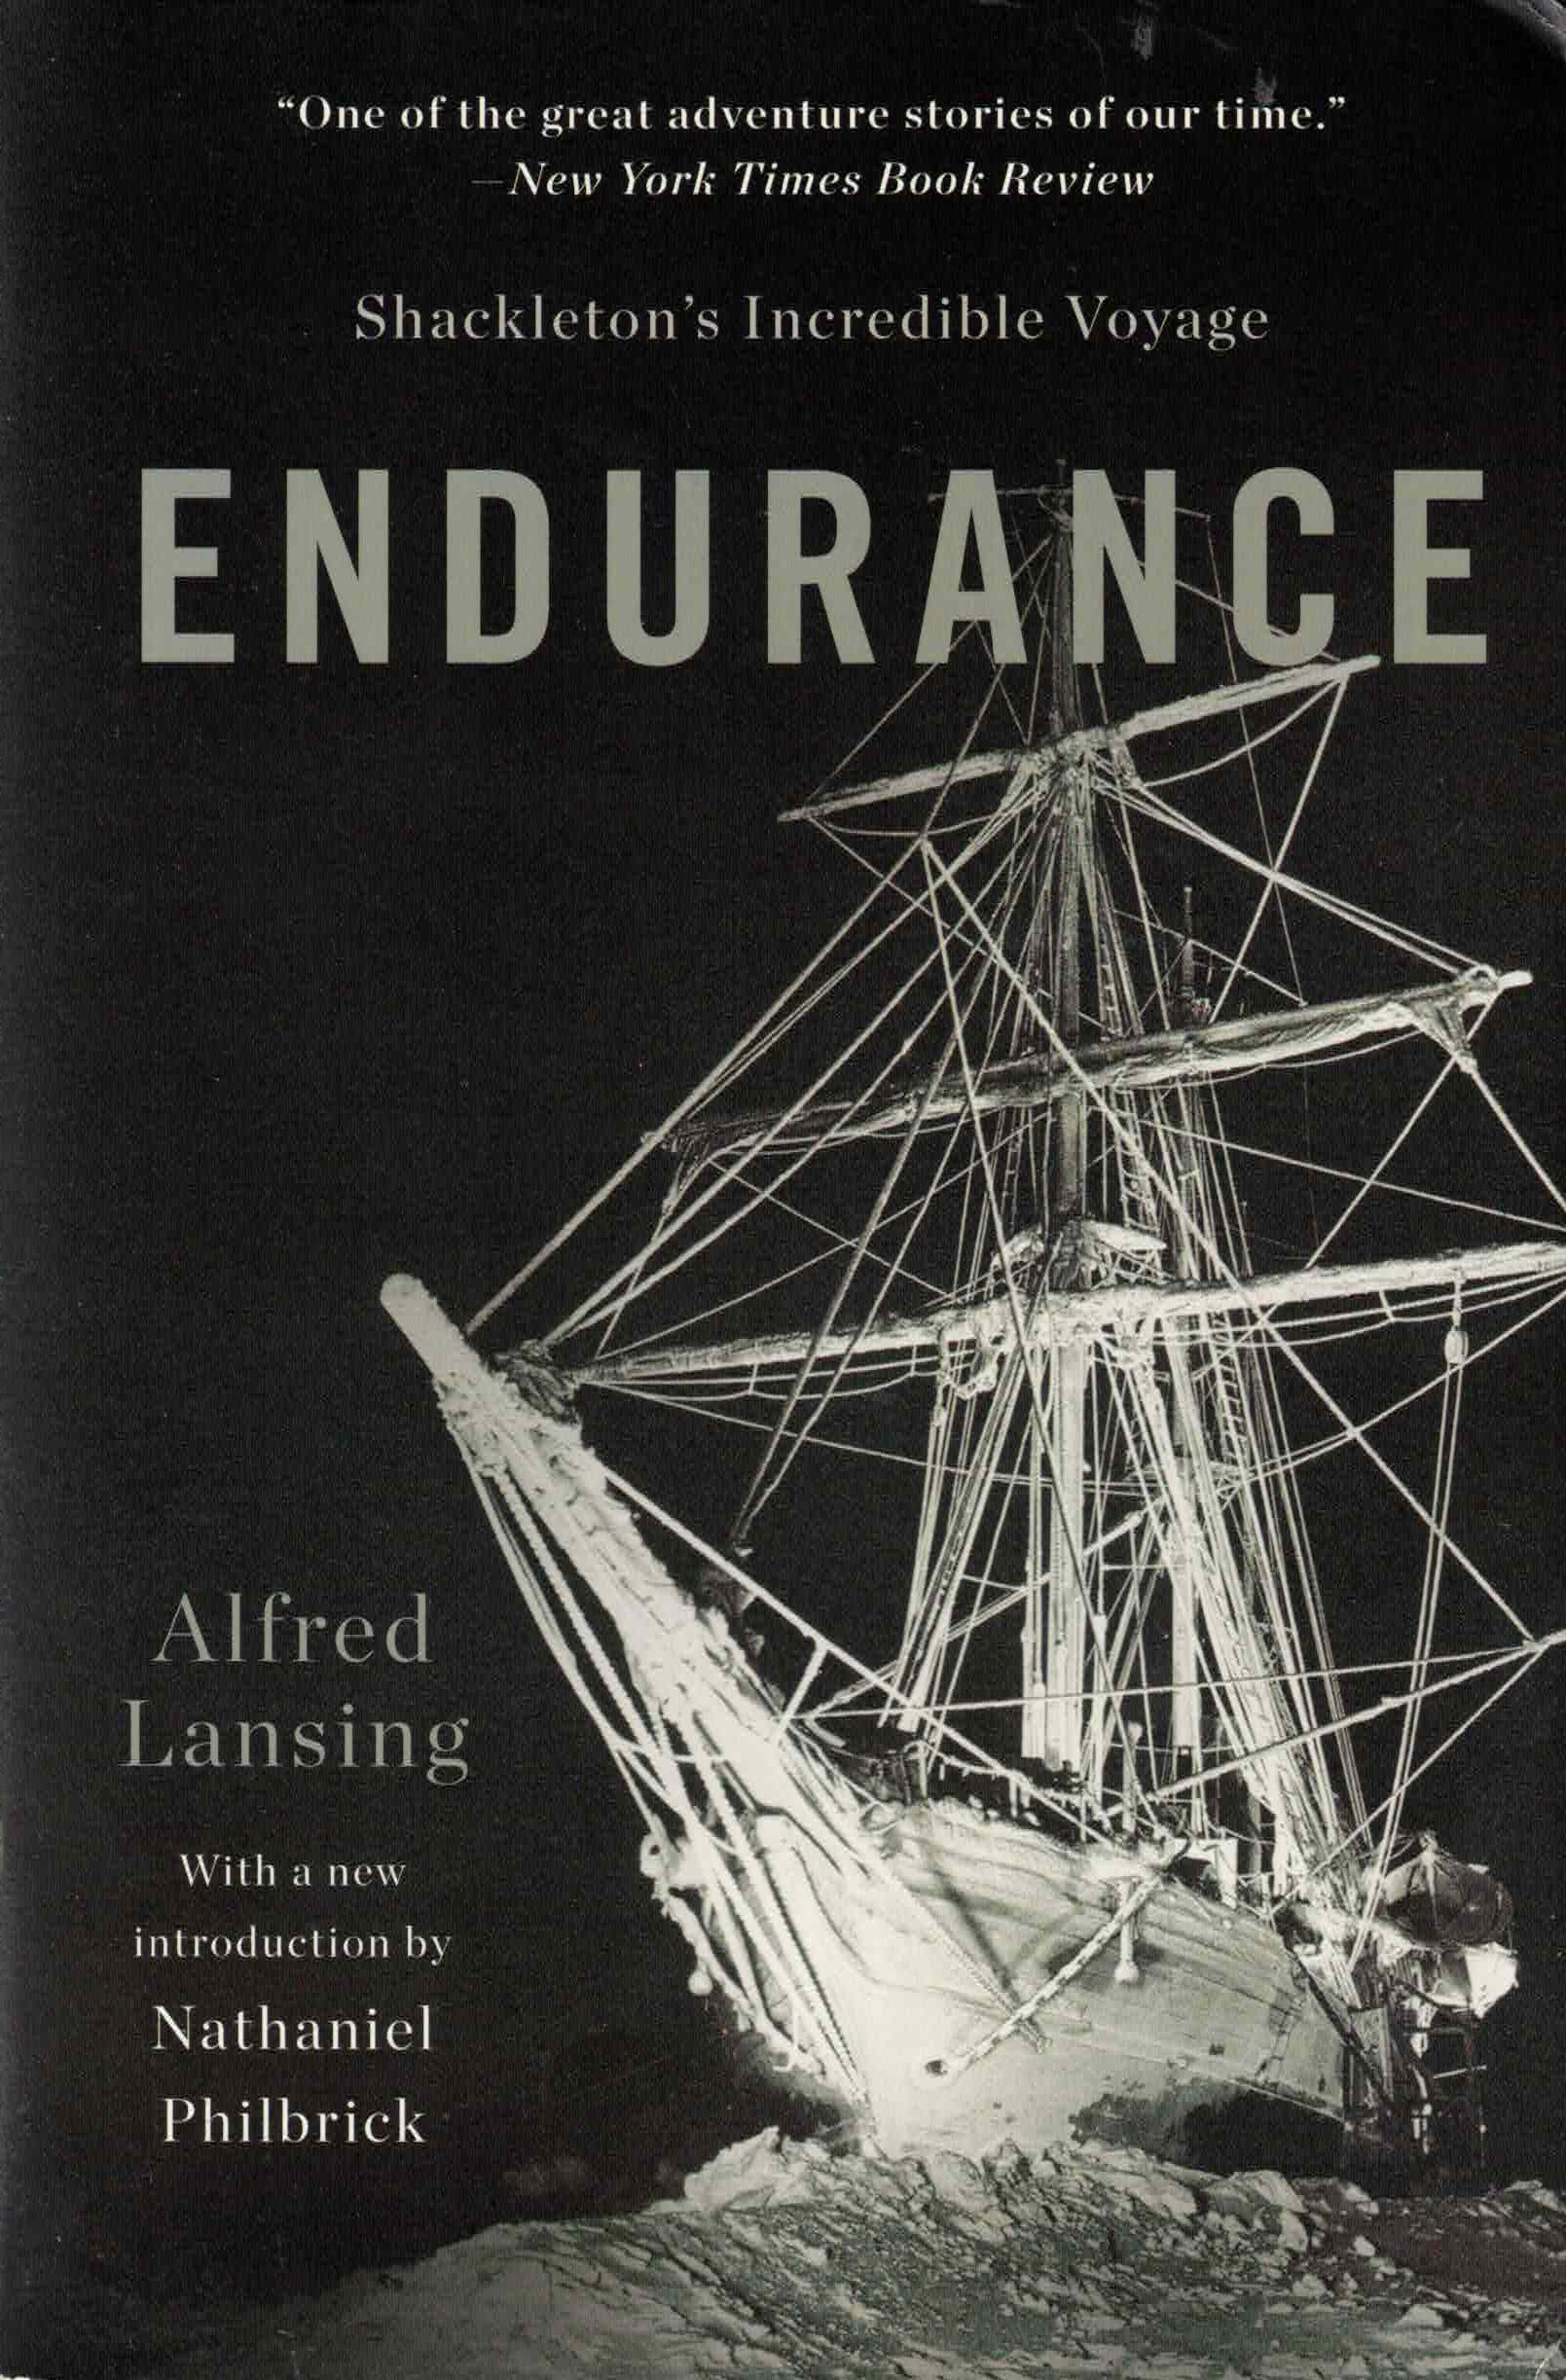 “One of the great adventure stories of our time.”
—New York Times Book Review
Shackleton’s Incredible Voyage
ENDURANCE
Alfred
Lansing
With a new
introduction by
Nathaniel
Philbrick